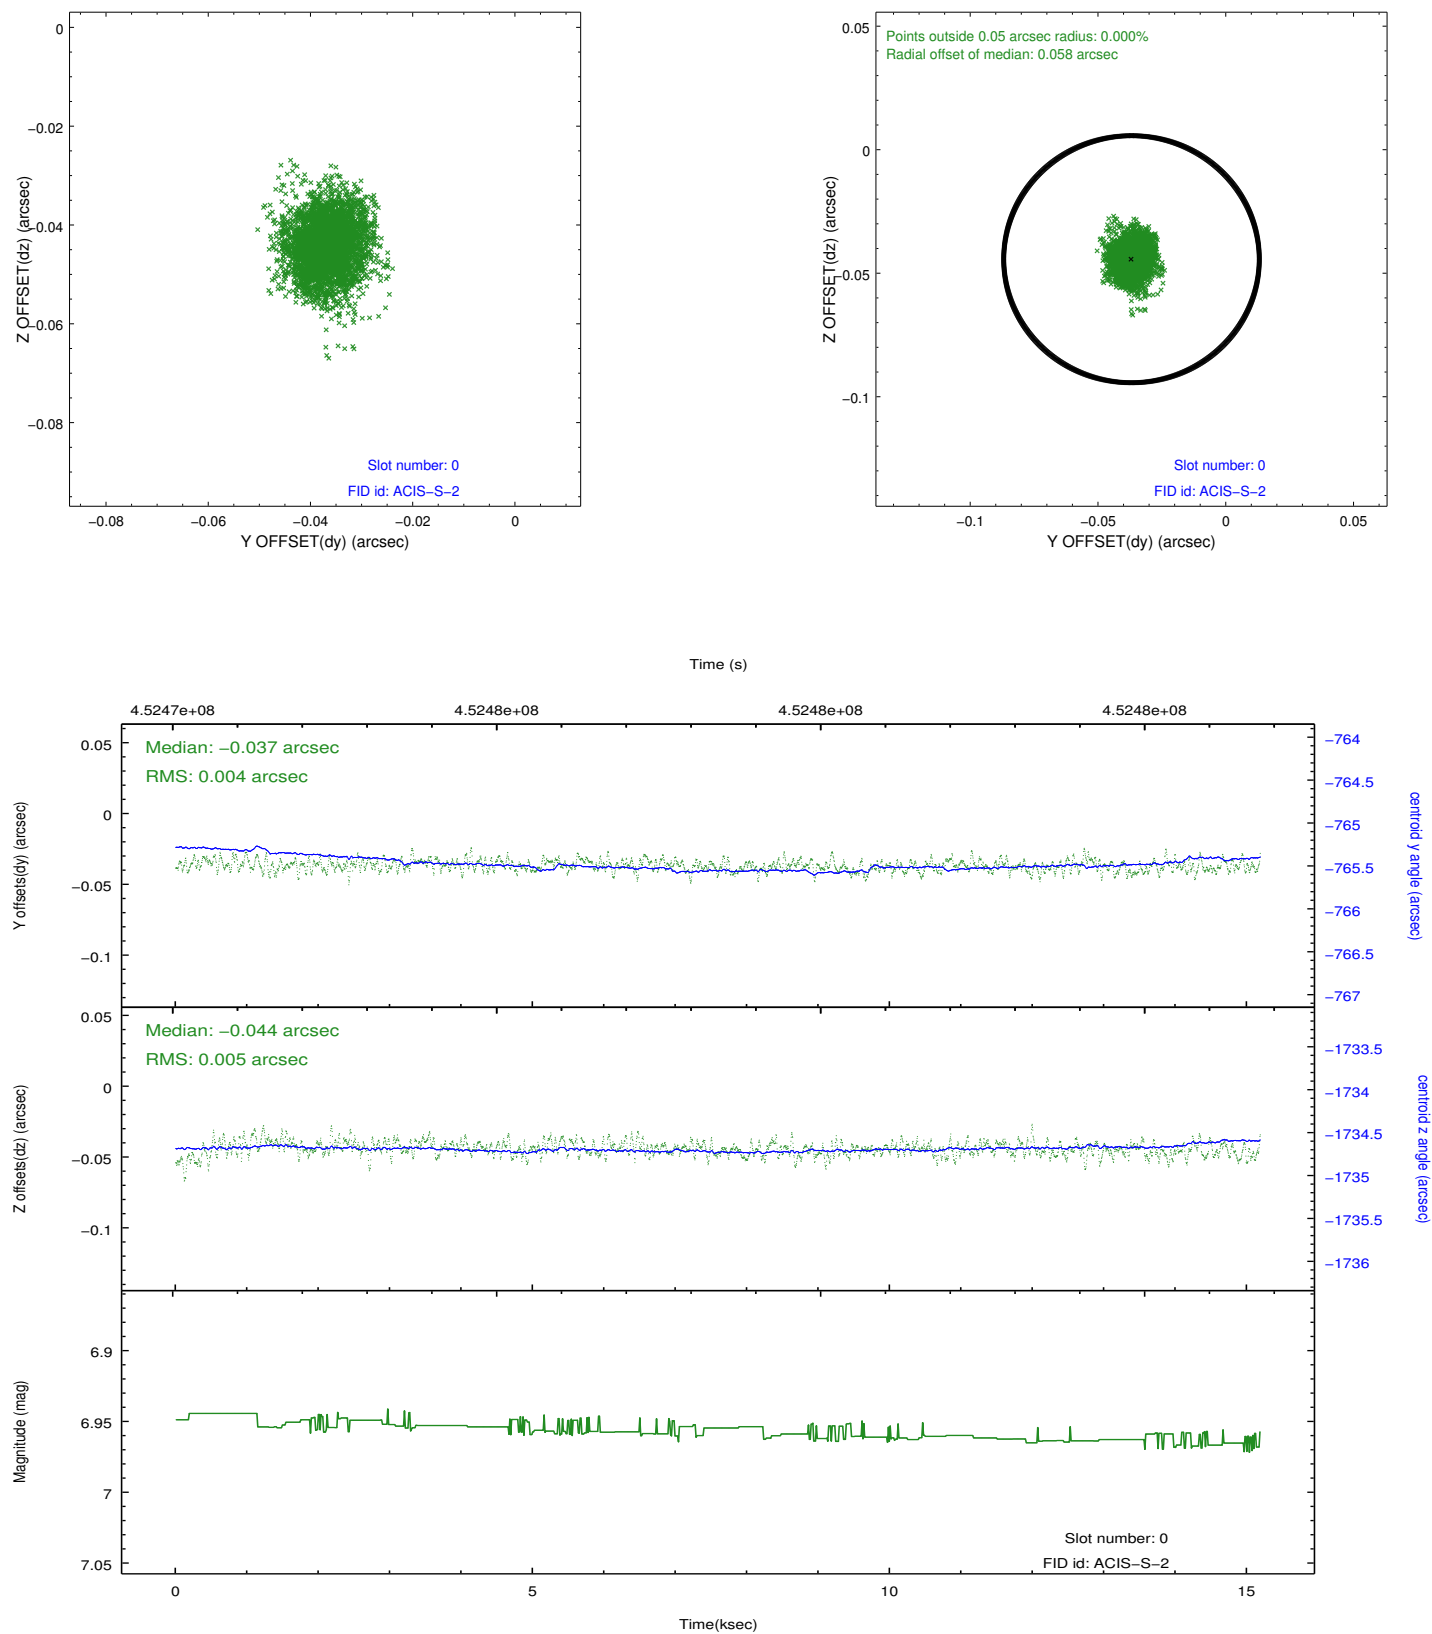 0
−0.02
−0.04
−0.06
−0.08
Z OFFSET(dz) (arcsec)
Slot number: 0
FID id: ACIS−S−2
−0.08 −0.06 −0.04 −0.02 0
Y OFFSET(dy) (arcsec)
0.05
0
−0.05
−0.1
Z OFFSET(dz) (arcsec)
Points outside 0.05 arcsec radius: 0.000%
Radial offset of median: 0.058 arcsec
Slot number: 0
FID id: ACIS−S−2
−0.1 −0.05 0 0.05
Y OFFSET(dy) (arcsec)
Time (s)
4.5247e+08 4.5248e+08 4.5248e+08 4.5248e+08
Y offsets(dy) (arcsec)
0.05
0
−0.05
−0.1
Median: −0.037 arcsec
RMS: 0.004 arcsec
−764
−764.5
−765
−765.5
−766
−766.5
−767
centroid y angle (arcsec)
Z offsets(dz) (arcsec)
0.05
0
−0.05
−0.1
Median: −0.044 arcsec
RMS: 0.005 arcsec
−1733.5
−1734
−1734.5
−1735
−1735.5
−1736
centroid z angle (arcsec)
Magnitude (mag)
6.9
6.95
7
7.05
Slot number: 0
FID id: ACIS−S−2
0 5 10 15
Time(ksec)